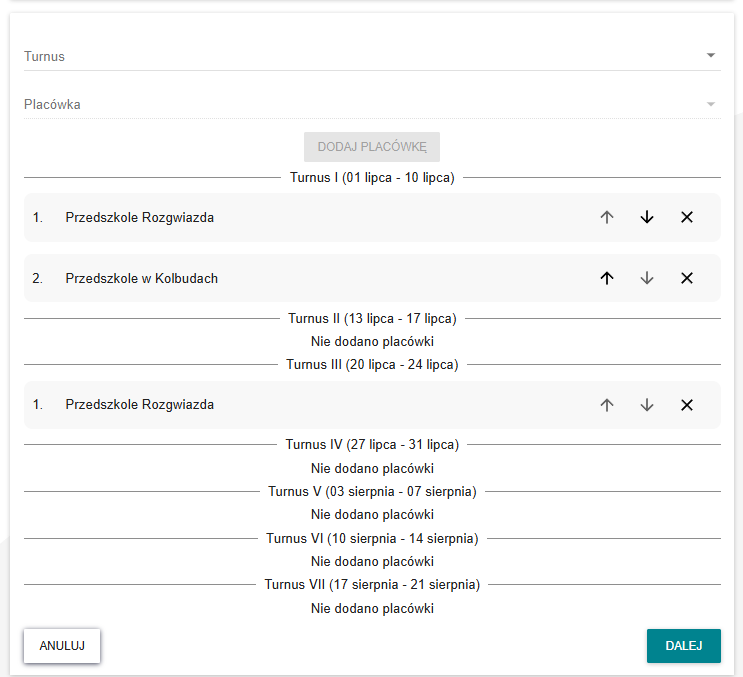 Turnus
Placówka
DODAJ PLACÓWKĘ
Turnus I (01 lipca - 10 lipca)
1. Przedszkole Rozgwiazda
2. Przedszkole w Kolbudach
Turnus II (13 lipca - 17 lipca)
Nie dodano placówki
Turnus III (20 lipca - 24 lipca)
1. Przedszkole Rozgwiazda
Turnus IV (27 lipca - 31 lipca)
Nie dodano placówki
Turnus V (03 sierpnia - 07 sierpnia)
Nie dodano placówki
Turnus VI (10 sierpnia - 14 sierpnia)
Nie dodano placówki
Turnus VII (17 sierpnia - 21 sierpnia)
Nie dodano placówki
ANULUJ DALEJ